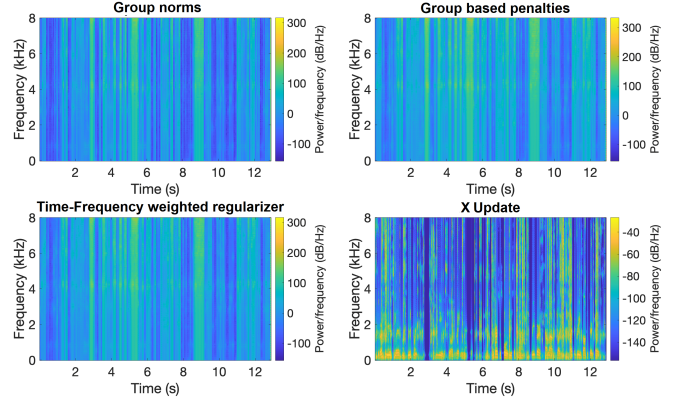 Group norms
8
6
4
2
0
Frequency (kHz)
2 4 6 8 10 12
Time (s)
300
200
100
0
-100
Power/frequency (dB/Hz)
Group based penalties
8
6
4
2
0
Frequency (kHz)
2 4 6 8 10 12
Time (s)
300
200
100
0
-100
Power/frequency (dB/Hz)
Time-Frequency weighted regularizer
8
6
4
2
0
Frequency (kHz)
2 4 6 8 10 12
Time (s)
300
200
100
0
-100
Power/frequency (dB/Hz)
X Update
8
6
4
2
0
Frequency (kHz)
2 4 6 8 10 12
Time (s)
-40
-60
-80
-100
-120
-140
Power/frequency (dB/Hz)